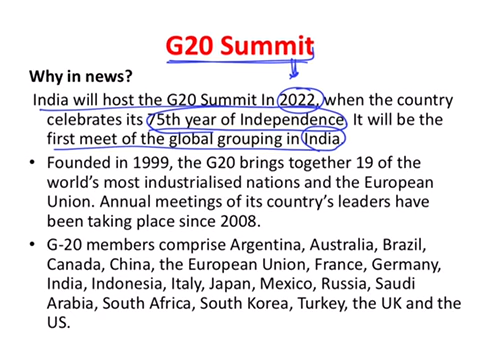 G20 Summit
Why in news?
India will host the G20 Summit In 2022, when the country
celebrates its 75th year of Independence. It will be the
first meet of the global grouping in India
• Founded in 1999, the G20 brings together 19 of the
world's most industrialised nations and the European
Union. Annual meetings of its country's leaders have
been taking place since 2008.
• G-20 members comprise Argentina, Australia, Brazil,
Canada, China, the European Union, France, Germany,
India, Indonesia, Italy, Japan, Mexico, Russia, Saudi
Arabia, South Africa, South Korea, Turkey, the UK and the
US.